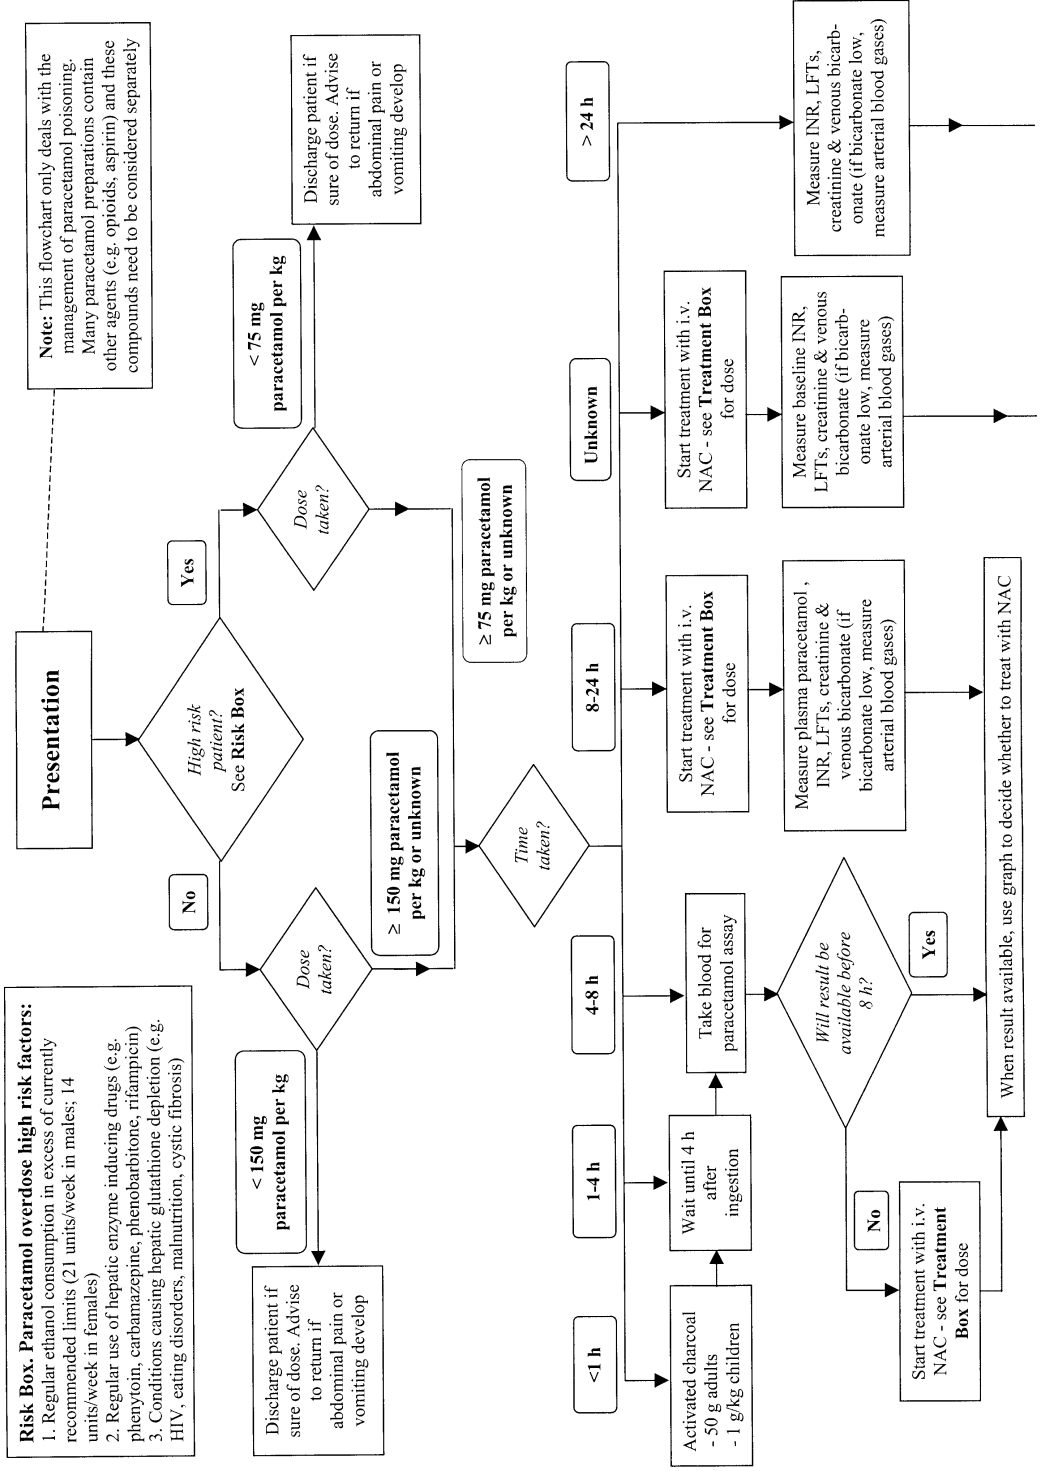 Risk Box. Paracetamol overdose high risk factors:
1. Regular ethanol consumption in excess of currently
recommended limits (21 units/week in males; 14
units/week in females)
2. Regular use of hepatic enzyme inducing drugs (e.g.
phenytoin, carbamazepine, phenobarbitone, rifampicin)
3. Conditions causing hepatic glutathione depletion (e.g.
HIV, eating disorders, malnutrition, cystic fibrosis)
Presentation
Note: This flowchart only deals with the
management of paracetamol poisoning.
Many paracetamol preparations contain
other agents (e.g. opioids, aspirin) and these
compounds need to be considered separately
High risk
patient?
See Risk Box
No
Yes
Dose
taken?
Dose
taken?
< 150 mg
paracetamol per kg
< 75 mg
paracetamol per kg
Discharge patient if
sure of dose. Advise
to return if
abdominal pain or
vomiting develop
Discharge patient if
sure of dose. Advise
to return if
abdominal pain or
vomiting develop
≥ 150 mg paracetamol
per kg or unknown
≥ 75 mg paracetamol
per kg or unknown
Time
taken?
<1 h
1-4 h
4-8 h
8-24 h
Unknown
> 24 h
Activated charcoal
- 50 g adults
- 1 g/kg children
Wait until 4 h
after
ingestion
Take blood for
paracetamol assay
Start treatment with i.v.
NAC - see Treatment Box
for dose
Start treatment with i.v.
NAC - see Treatment Box
for dose
Measure INR, LFTs,
creatinine & venous bicarb-
onate (if bicarbonate low,
measure arterial blood gases)
Will result be
available before
8 h?
Measure plasma paracetamol ,
INR, LFTs, creatinine &
venous bicarbonate (if
bicarbonate low, measure
arterial blood gases)
Measure baseline INR,
LFTs, creatinine & venous
bicarbonate (if bicarb-
onate low, measure
arterial blood gases)
No
Yes
Start treatment with i.v.
NAC - see Treatment
Box for dose
When result available, use graph to decide whether to treat with NAC